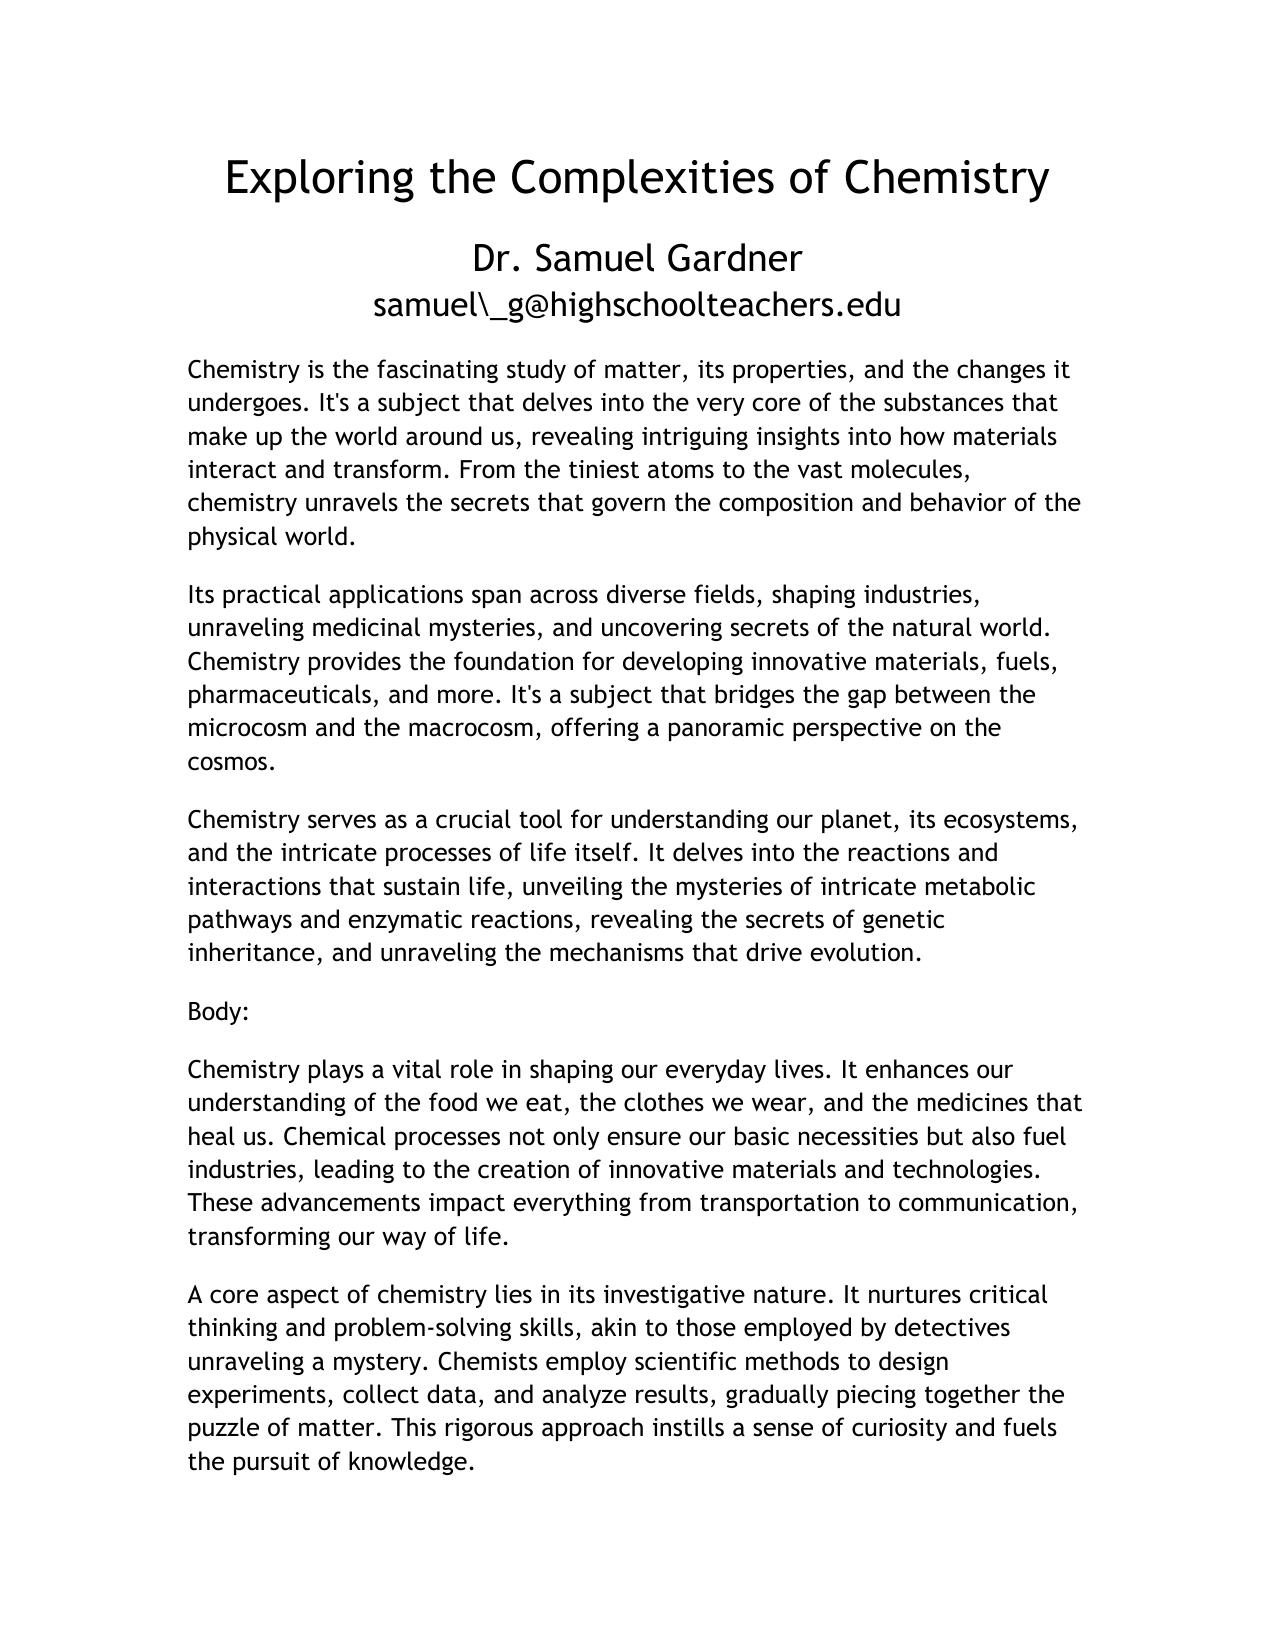 Exploring the Complexities of Chemistry
Dr. Samuel Gardner
samuel\_g@highschoolteachers.edu
Chemistry is the fascinating study of matter, its properties, and the changes it
undergoes. It's a subject that delves into the very core of the substances that
make up the world around us, revealing intriguing insights into how materials
interact and transform. From the tiniest atoms to the vast molecules,
chemistry unravels the secrets that govern the composition and behavior of the
physical world.
Its practical applications span across diverse fields, shaping industries,
unraveling medicinal mysteries, and uncovering secrets of the natural world.
Chemistry provides the foundation for developing innovative materials, fuels,
pharmaceuticals, and more. It's a subject that bridges the gap between the
microcosm and the macrocosm, offering a panoramic perspective on the
cosmos.
Chemistry serves as a crucial tool for understanding our planet, its ecosystems,
and the intricate processes of life itself. It delves into the reactions and
interactions that sustain life, unveiling the mysteries of intricate metabolic
pathways and enzymatic reactions, revealing the secrets of genetic
inheritance, and unraveling the mechanisms that drive evolution.
Body:
Chemistry plays a vital role in shaping our everyday lives. It enhances our
understanding of the food we eat, the clothes we wear, and the medicines that
heal us. Chemical processes not only ensure our basic necessities but also fuel
industries, leading to the creation of innovative materials and technologies.
These advancements impact everything from transportation to communication,
transforming our way of life.
A core aspect of chemistry lies in its investigative nature. It nurtures critical
thinking and problem-solving skills, akin to those employed by detectives
unraveling a mystery. Chemists employ scientific methods to design
experiments, collect data, and analyze results, gradually piecing together the
puzzle of matter. This rigorous approach instills a sense of curiosity and fuels
the pursuit of knowledge.